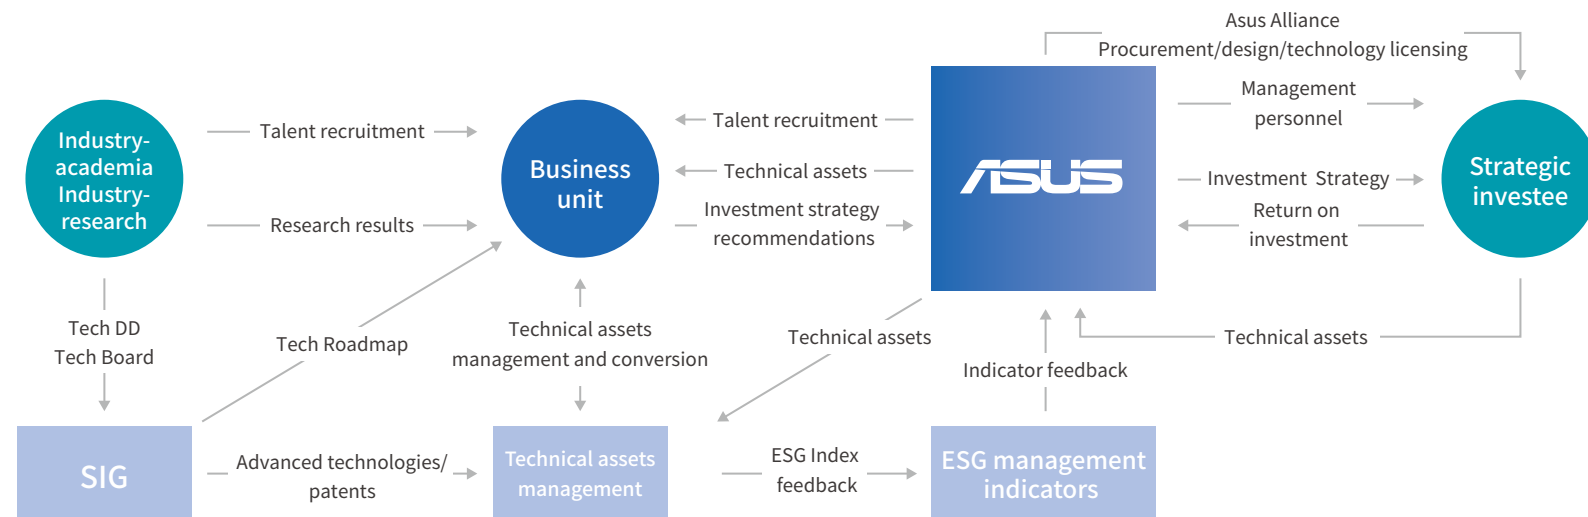 Asus Alliance
Procurement/design/technology licensing
Industry-
academia
Industry-
research
Talent recruitment
Research results
Business
unit
Talent recruitment
Technical assets
Investment strategy
recommendations
ASUS
Management
personnel
Investment Strategy
Return on
investment
Strategic
investee
Tech DD
Tech Board
Tech Roadmap
Technical assets
management and conversion
Technical assets
Indicator feedback
Technical assets
SIG
Advanced technologies/
patents
Technical assets
management
ESG Index
feedback
ESG management
indicators